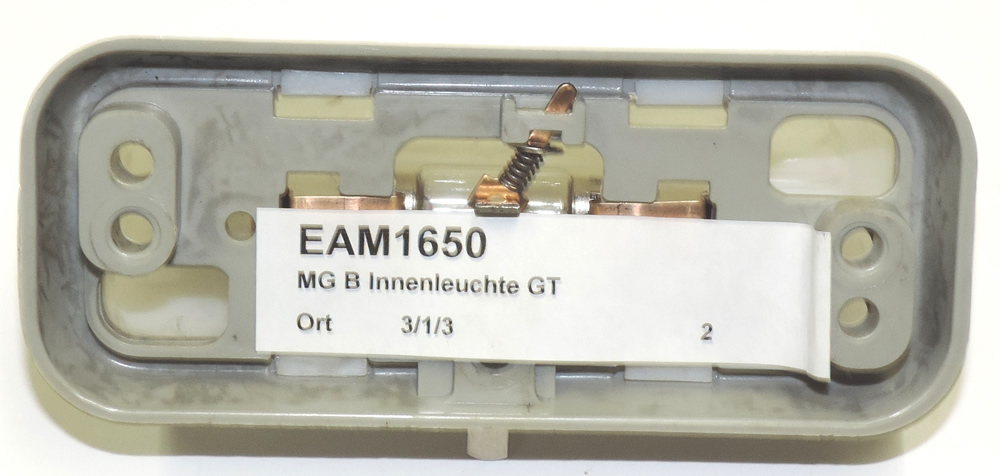 EAM1650
MG B Innenleuchte GT
Ort 3/1/3 2